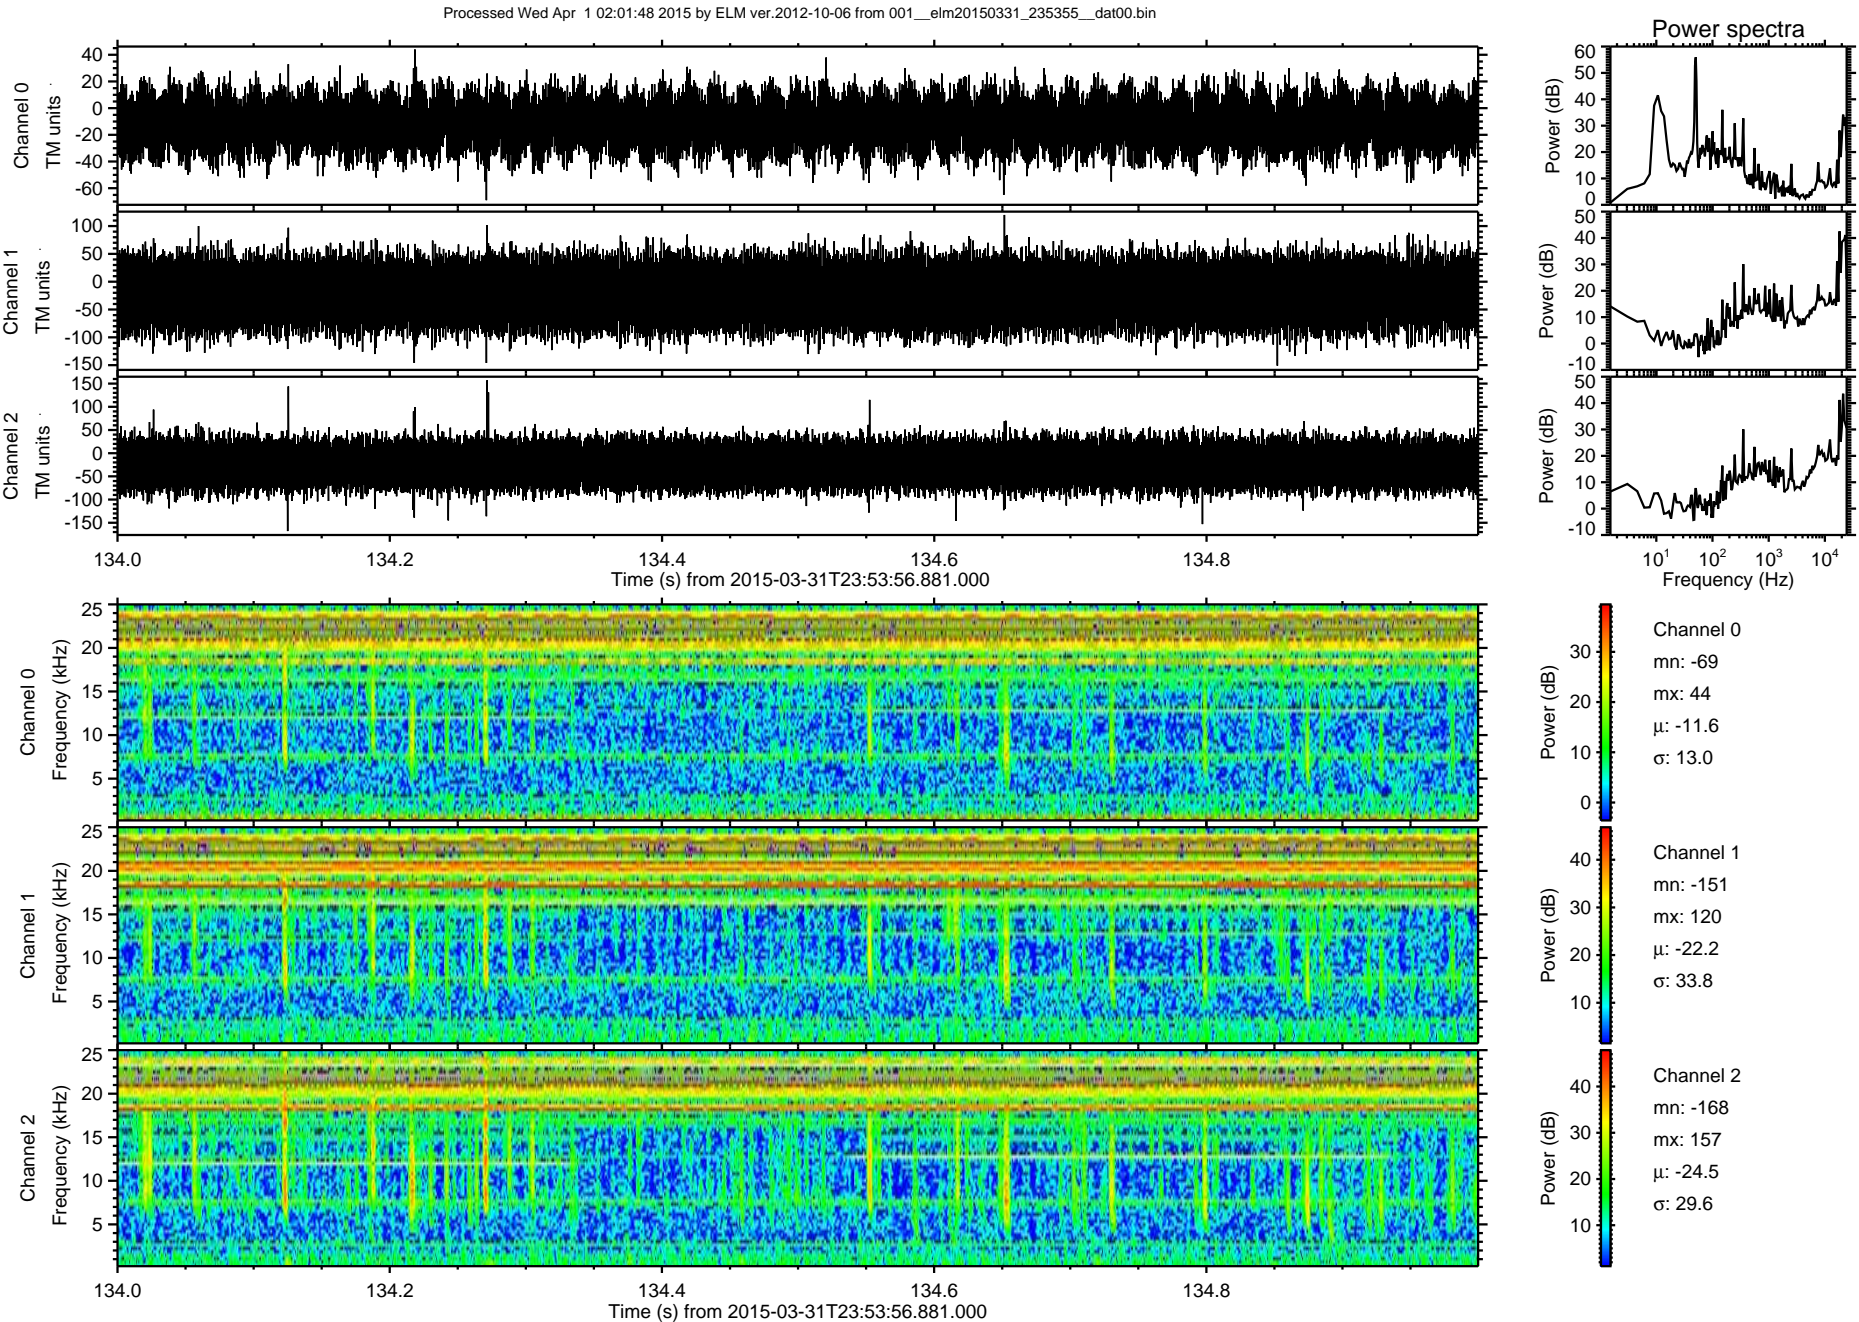 Processed Wed Apr  1 02:01:48 2015 by ELM ver.2012-10-06 from 001__elm20150331_235355__dat00.bin
Power spectra
Channel 0
TM units
40
20
0
-20
-40
-60
Power (dB)
60
50
40
30
20
10
0
Channel 1
TM units
100
50
0
-50
-100
-150
Power (dB)
50
40
30
20
10
0
-10
Channel 2
TM units
150
100
50
0
-50
-100
-150
Power (dB)
50
40
30
20
10
0
-10
134.0 134.2 134.4 134.6 134.8
Time (s) from 2015-03-31T23:53:56.881.000
10^1 10^2 10^3 10^4
Frequency (Hz)
Channel 0
Frequency (kHz)
25
20
15
10
5
Power (dB)
30
20
10
0
Channel 0
mn: -69
mx: 44
μ: -11.6
σ: 13.0
Channel 1
Frequency (kHz)
25
20
15
10
5
Power (dB)
40
30
20
10
Channel 1
mn: -151
mx: 120
μ: -22.2
σ: 33.8
Channel 2
Frequency (kHz)
25
20
15
10
5
Power (dB)
40
30
20
10
Channel 2
mn: -168
mx: 157
μ: -24.5
σ: 29.6
134.0 134.2 134.4 134.6 134.8
Time (s) from 2015-03-31T23:53:56.881.000